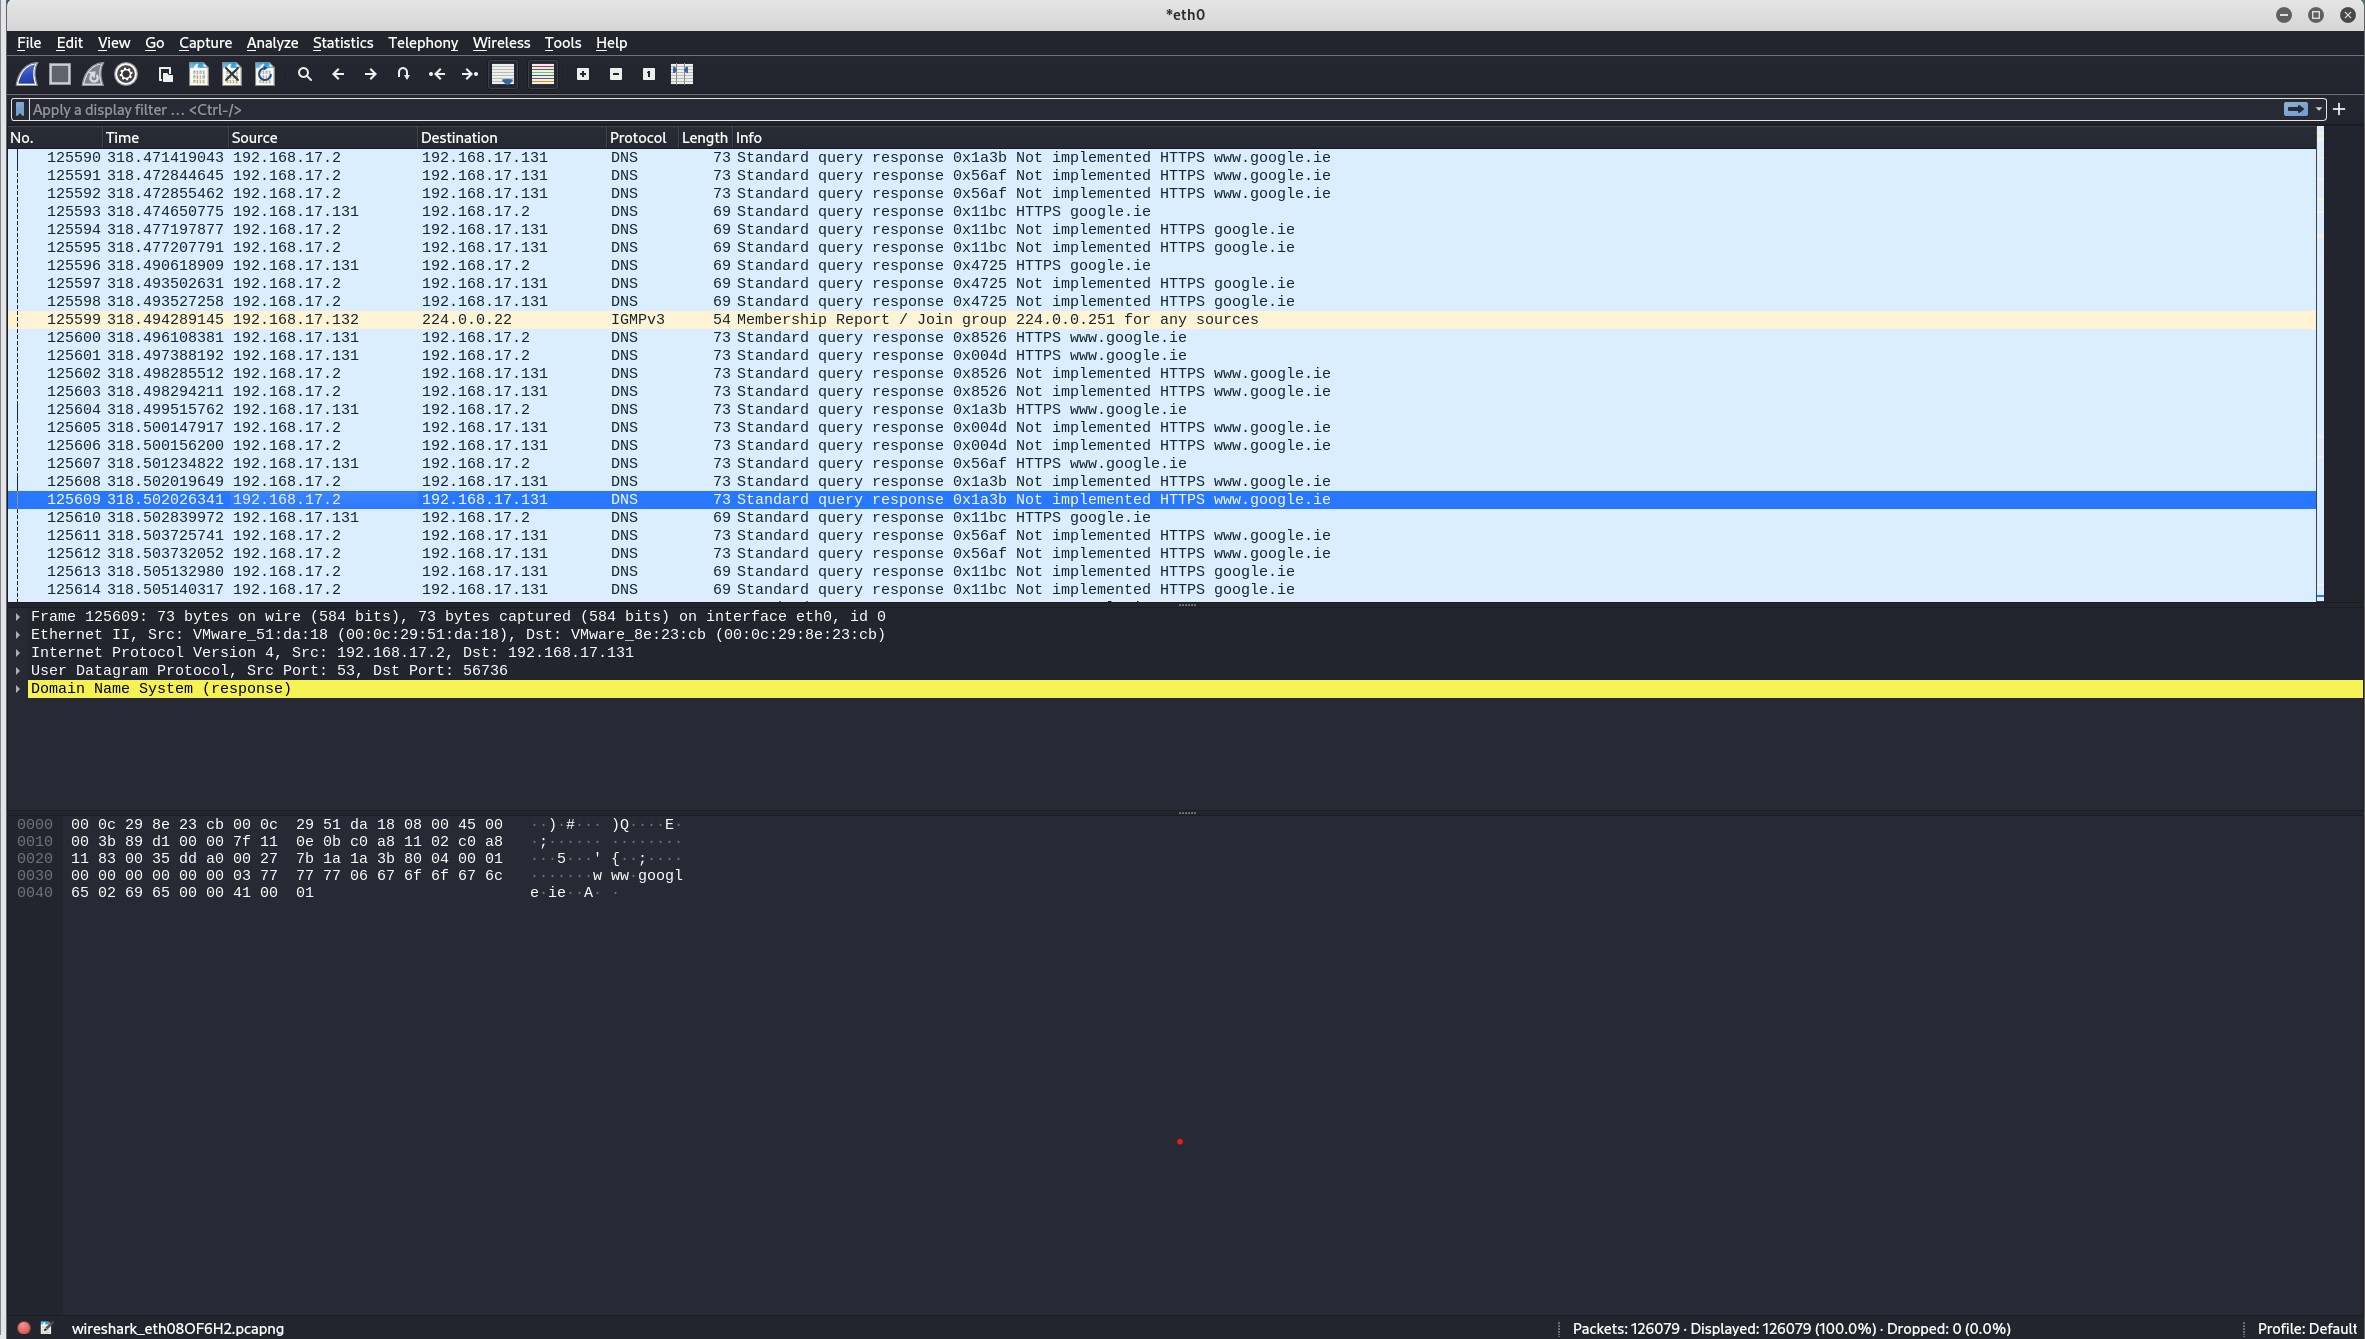 *eth0
File Edit View Go Capture Analyze Statistics Telephony Wireless Tools Help
Apply a display filter … <Ctrl-/>
No. Time Source Destination Protocol Length Info
125590 318.471419043 192.168.17.2 192.168.17.131 DNS 73 Standard query response 0x1a3b Not implemented HTTPS www.google.ie
125591 318.472844645 192.168.17.2 192.168.17.131 DNS 73 Standard query response 0x56af Not implemented HTTPS www.google.ie
125592 318.472855462 192.168.17.2 192.168.17.131 DNS 73 Standard query response 0x56af Not implemented HTTPS www.google.ie
125593 318.474650775 192.168.17.131 192.168.17.2 DNS 69 Standard query response 0x11bc HTTPS google.ie
125594 318.477197877 192.168.17.2 192.168.17.131 DNS 69 Standard query response 0x11bc Not implemented HTTPS google.ie
125595 318.477207791 192.168.17.2 192.168.17.131 DNS 69 Standard query response 0x11bc Not implemented HTTPS google.ie
125596 318.490618909 192.168.17.131 192.168.17.2 DNS 69 Standard query response 0x4725 HTTPS google.ie
125597 318.493502631 192.168.17.2 192.168.17.131 DNS 69 Standard query response 0x4725 Not implemented HTTPS google.ie
125598 318.493527258 192.168.17.2 192.168.17.131 DNS 69 Standard query response 0x4725 Not implemented HTTPS google.ie
125599 318.494289145 192.168.17.132 224.0.0.22 IGMPv3 54 Membership Report / Join group 224.0.0.251 for any sources
125600 318.496108381 192.168.17.131 192.168.17.2 DNS 73 Standard query response 0x8526 HTTPS www.google.ie
125601 318.497388192 192.168.17.131 192.168.17.2 DNS 73 Standard query response 0x004d HTTPS www.google.ie
125602 318.498285512 192.168.17.2 192.168.17.131 DNS 73 Standard query response 0x8526 Not implemented HTTPS www.google.ie
125603 318.498294211 192.168.17.2 192.168.17.131 DNS 73 Standard query response 0x8526 Not implemented HTTPS www.google.ie
125604 318.499515762 192.168.17.131 192.168.17.2 DNS 73 Standard query response 0x1a3b HTTPS www.google.ie
125605 318.500147917 192.168.17.2 192.168.17.131 DNS 73 Standard query response 0x004d Not implemented HTTPS www.google.ie
125606 318.500156200 192.168.17.2 192.168.17.131 DNS 73 Standard query response 0x004d Not implemented HTTPS www.google.ie
125607 318.501234822 192.168.17.131 192.168.17.2 DNS 73 Standard query response 0x56af HTTPS www.google.ie
125608 318.502019649 192.168.17.2 192.168.17.131 DNS 73 Standard query response 0x1a3b Not implemented HTTPS www.google.ie
125609 318.502026341 192.168.17.2 192.168.17.131 DNS 73 Standard query response 0x1a3b Not implemented HTTPS www.google.ie
125610 318.502839972 192.168.17.131 192.168.17.2 DNS 69 Standard query response 0x11bc HTTPS google.ie
125611 318.503725741 192.168.17.2 192.168.17.131 DNS 73 Standard query response 0x56af Not implemented HTTPS www.google.ie
125612 318.503732052 192.168.17.2 192.168.17.131 DNS 73 Standard query response 0x56af Not implemented HTTPS www.google.ie
125613 318.505132980 192.168.17.2 192.168.17.131 DNS 69 Standard query response 0x11bc Not implemented HTTPS google.ie
125614 318.505140317 192.168.17.2 192.168.17.131 DNS 69 Standard query response 0x11bc Not implemented HTTPS google.ie
Frame 125609: 73 bytes on wire (584 bits), 73 bytes captured (584 bits) on interface eth0, id 0
Ethernet II, Src: VMware_51:da:18 (00:0c:29:51:da:18), Dst: VMware_8e:23:cb (00:0c:29:8e:23:cb)
Internet Protocol Version 4, Src: 192.168.17.2, Dst: 192.168.17.131
User Datagram Protocol, Src Port: 53, Dst Port: 56736
Domain Name System (response)
0000 00 0c 29 8e 23 cb 00 0c 29 51 da 18 08 00 45 00 ··)·#··· )Q····E·
0010 00 3b 89 d1 00 00 7f 11 0e 0b c0 a8 11 02 c0 a8 ·;······ ········
0020 11 83 00 35 dd a0 00 27 7b 1a 1a 3b 80 04 00 01 ···5···' {··;····
0030 00 00 00 00 00 00 03 77 77 77 06 67 6f 6f 67 6c ·······w ww·googl
0040 65 02 69 65 00 00 41 00 01 e·ie··A· ·
wireshark_eth08OF6H2.pcapng Packets: 126079 · Displayed: 126079 (100.0%) · Dropped: 0 (0.0%) Profile: Default